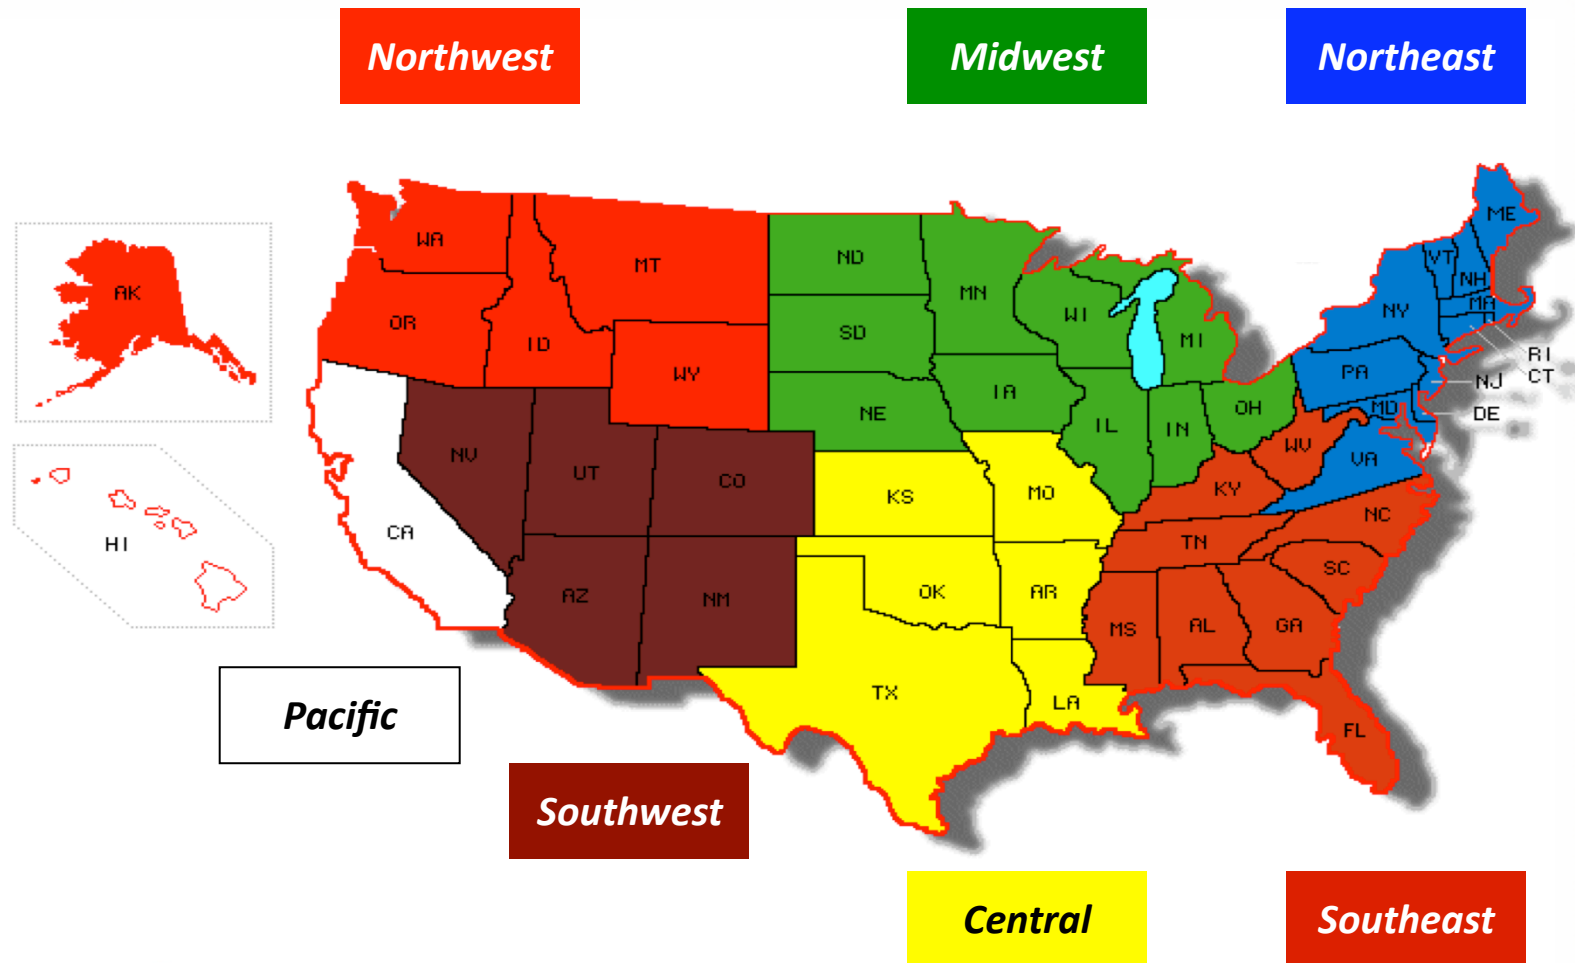 Northwest
Midwest
Northeast
ME
WA
VT
ND
MT
NH
AK
MN
MA
NY
WI
OR
SD
MI
ID
RI
PA
WY
CT
NJ
IA
MD
OH
NE
DE
IL
IN
WV
NV
VA
UT
CO
KY
MO
KS
NC
CA
TN
HI
SC
OK
AR
AZ
NM
GA
AL
MS
TX
LA
Pacific
FL
Southwest
Central
Southeast